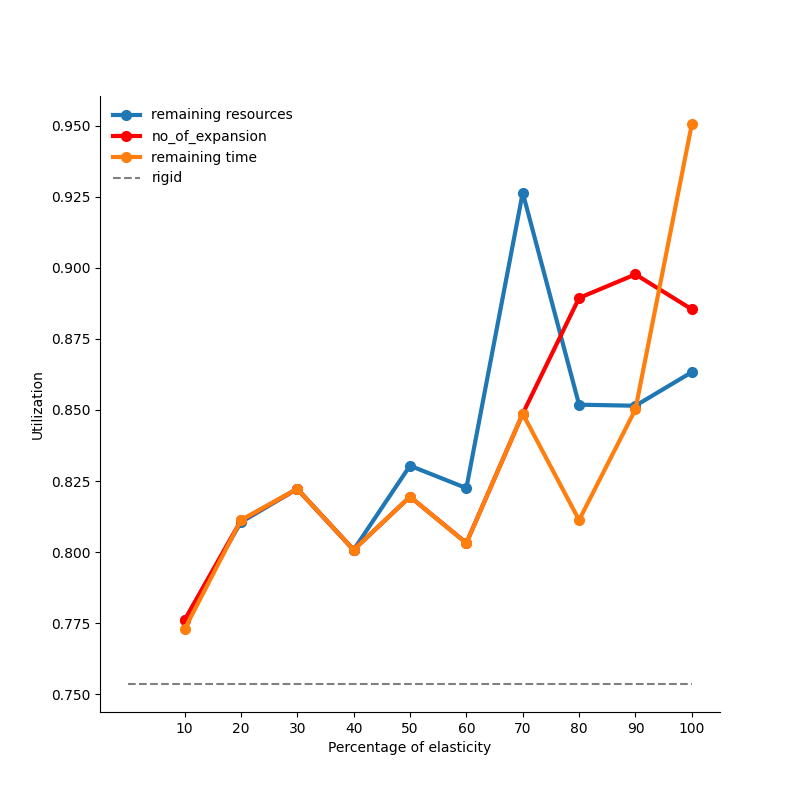 remaining resources
no_of_expansion
remaining time
rigid
0.950
0.925
0.900
0.875
0.850
0.825
0.800
0.775
0.750
Utilization
10 20 30 40 50 60 70 80 90 100
Percentage of elasticity